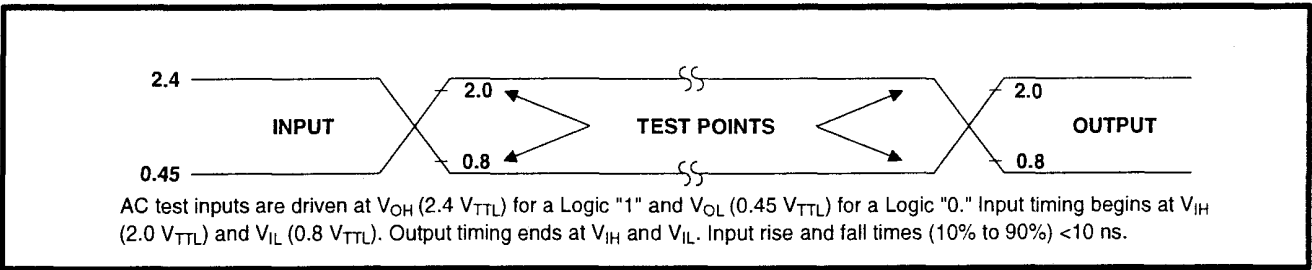 2.4
2.0
2.0
INPUT
TEST POINTS
OUTPUT
0.8
0.8
0.45
AC test inputs are driven at VOH (2.4 VTTL) for a Logic "1" and VOL (0.45 VTTL) for a Logic "0." Input timing begins at VIH
(2.0 VTTL) and VIL (0.8 VTTL). Output timing ends at VIH and VIL. Input rise and fall times (10% to 90%) <10 ns.